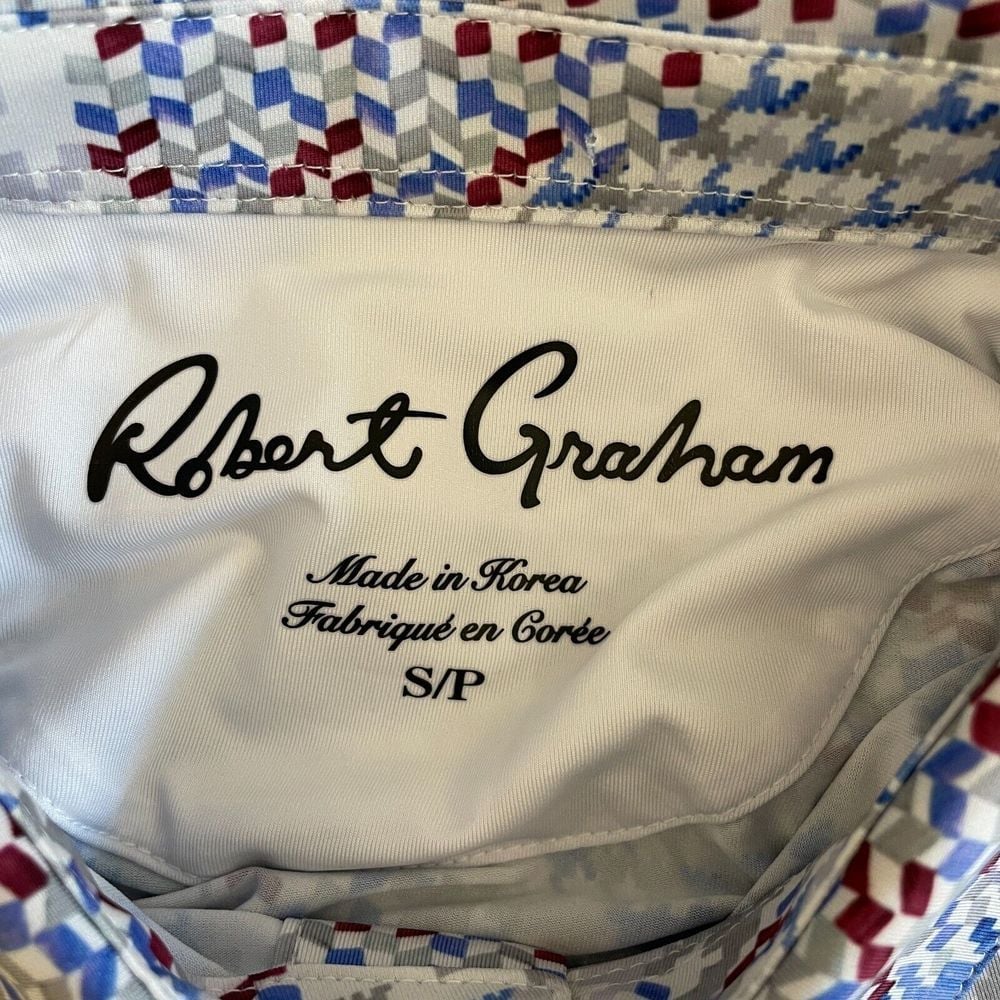 Robert Graham
Made in Korea
Fabriqué en Corée
S/P